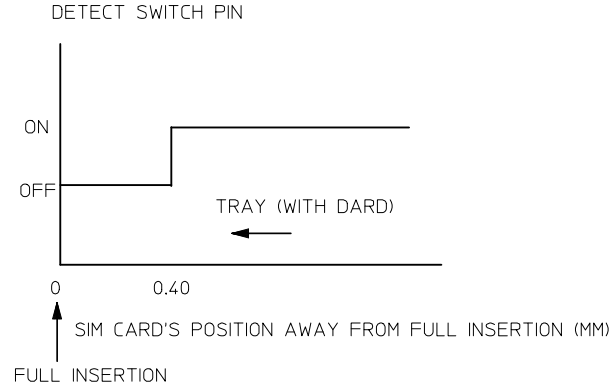 DETECT SWITCH PIN
ON
OFF
TRAY (WITH DARD)
0
0.40
SIM CARD'S POSITION AWAY FROM FULL INSERTION (MM)
FULL INSERTION